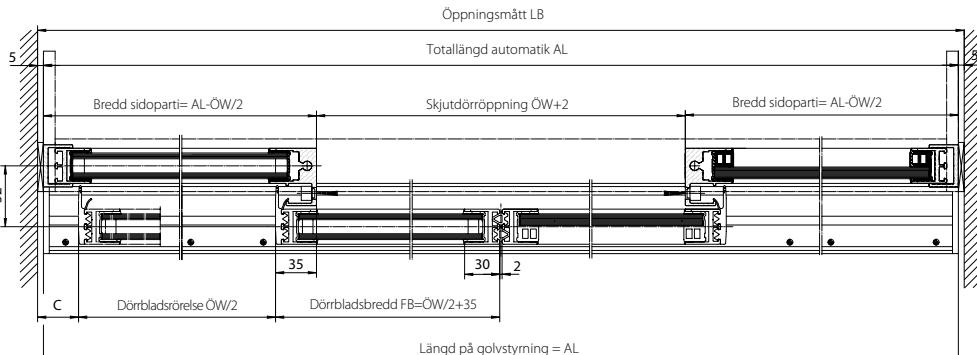 Öppningsmått LB
5 Totallängd automatik AL
Bredd sidoparti= AL-ÖW/2 Skjutdörröppning ÖW+2 Bredd sidoparti= AL-ÖW/2
35 30 2
C Dörrbladsrörelse ÖW/2 Dörrbladsbredd FB=ÖW/2+35
Längd på golvstyrning = AL